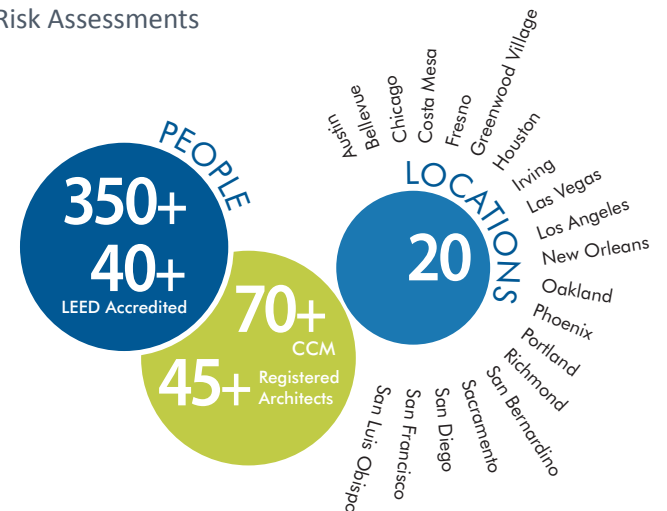 Risk Assessments
PEOPLE
350+
40+
LEED Accredited
70+
CCM
45+ Registered
Architects
LOCATIONS
20
Austin
Bellevue
Chicago
Costa Mesa
Fresno
Greenwood Village
Houston
Irving
Las Vegas
Los Angeles
New Orleans
Oakland
Phoenix
Portland
Richmond
San Bernardino
Sacramento
San Diego
San Francisco
San Luis Obispo